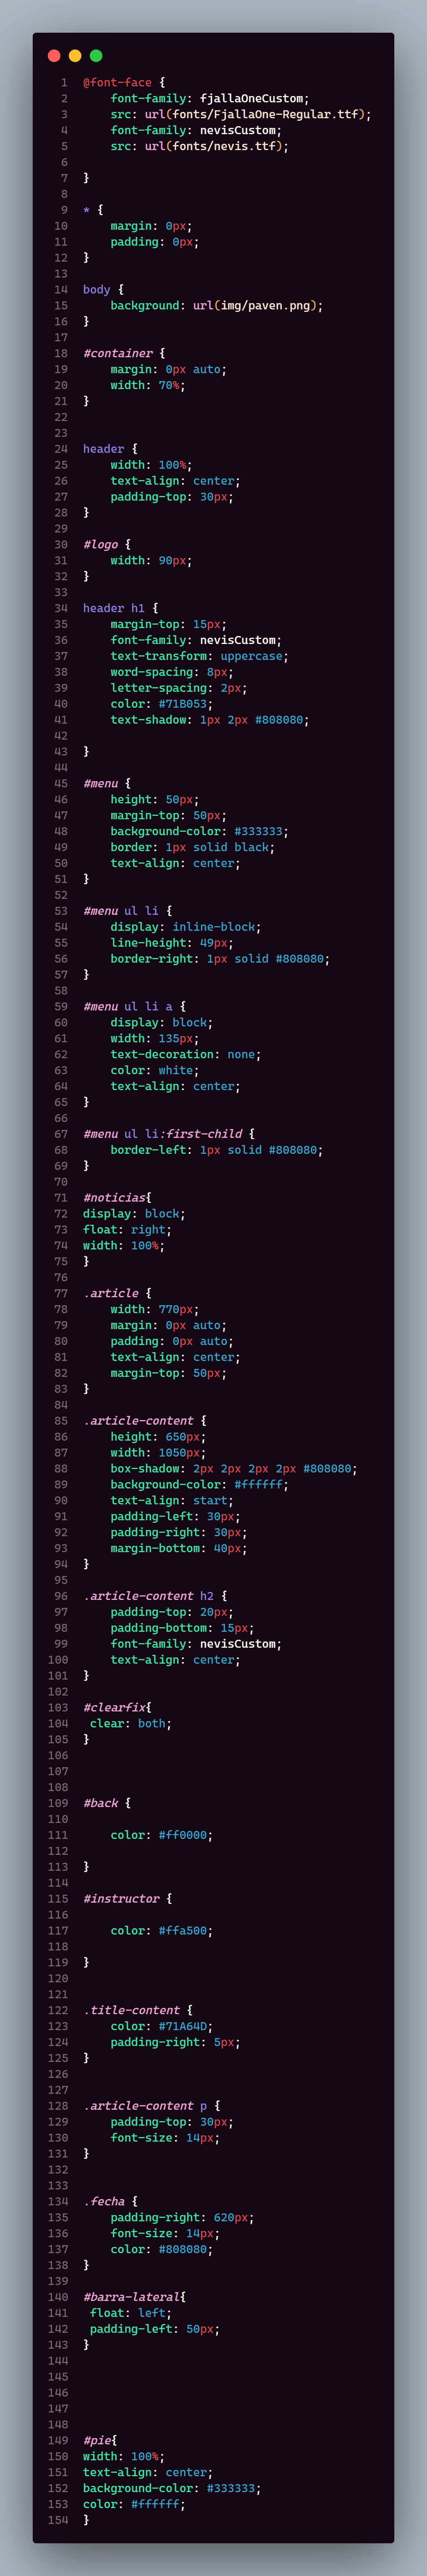 1 @font-face {
2     font-family: fjallaOneCustom;
3     src: url(fonts/FjallaOne-Regular.ttf);
4     font-family: nevisCustom;
5     src: url(fonts/nevis.ttf);
6
7 }
8
9 * {
10     margin: 0px;
11     padding: 0px;
12 }
13
14 body {
15     background: url(img/paven.png);
16 }
17
18 #container {
19     margin: 0px auto;
20     width: 70%;
21 }
22
23
24 header {
25     width: 100%;
26     text-align: center;
27     padding-top: 30px;
28 }
29
30 #logo {
31     width: 90px;
32 }
33
34 header h1 {
35     margin-top: 15px;
36     font-family: nevisCustom;
37     text-transform: uppercase;
38     word-spacing: 8px;
39     letter-spacing: 2px;
40     color: #71B053;
41     text-shadow: 1px 2px #808080;
42
43 }
44
45 #menu {
46     height: 50px;
47     margin-top: 50px;
48     background-color: #333333;
49     border: 1px solid black;
50     text-align: center;
51 }
52
53 #menu ul li {
54     display: inline-block;
55     line-height: 49px;
56     border-right: 1px solid #808080;
57 }
58
59 #menu ul li a {
60     display: block;
61     width: 135px;
62     text-decoration: none;
63     color: white;
64     text-align: center;
65 }
66
67 #menu ul li:first-child {
68     border-left: 1px solid #808080;
69 }
70
71 #noticias{
72 display: block;
73 float: right;
74 width: 100%;
75 }
76
77 .article {
78     width: 770px;
79     margin: 0px auto;
80     padding: 0px auto;
81     text-align: center;
82     margin-top: 50px;
83 }
84
85 .article-content {
86     height: 650px;
87     width: 1050px;
88     box-shadow: 2px 2px 2px 2px #808080;
89     background-color: #ffffff;
90     text-align: start;
91     padding-left: 30px;
92     padding-right: 30px;
93     margin-bottom: 40px;
94 }
95
96 .article-content h2 {
97     padding-top: 20px;
98     padding-bottom: 15px;
99     font-family: nevisCustom;
100     text-align: center;
101 }
102
103 #clearfix{
104  clear: both;
105 }
106
107
108
109 #back {
110
111     color: #ff0000;
112
113 }
114
115 #instructor {
116
117     color: #ffa500;
118
119 }
120
121
122 .title-content {
123     color: #71A64D;
124     padding-right: 5px;
125 }
126
127
128 .article-content p {
129     padding-top: 30px;
130     font-size: 14px;
131 }
132
133
134 .fecha {
135     padding-right: 620px;
136     font-size: 14px;
137     color: #808080;
138 }
139
140 #barra-lateral{
141  float: left;
142  padding-left: 50px;
143 }
144
145
146
147
148
149 #pie{
150 width: 100%;
151 text-align: center;
152 background-color: #333333;
153 color: #ffffff;
154 }